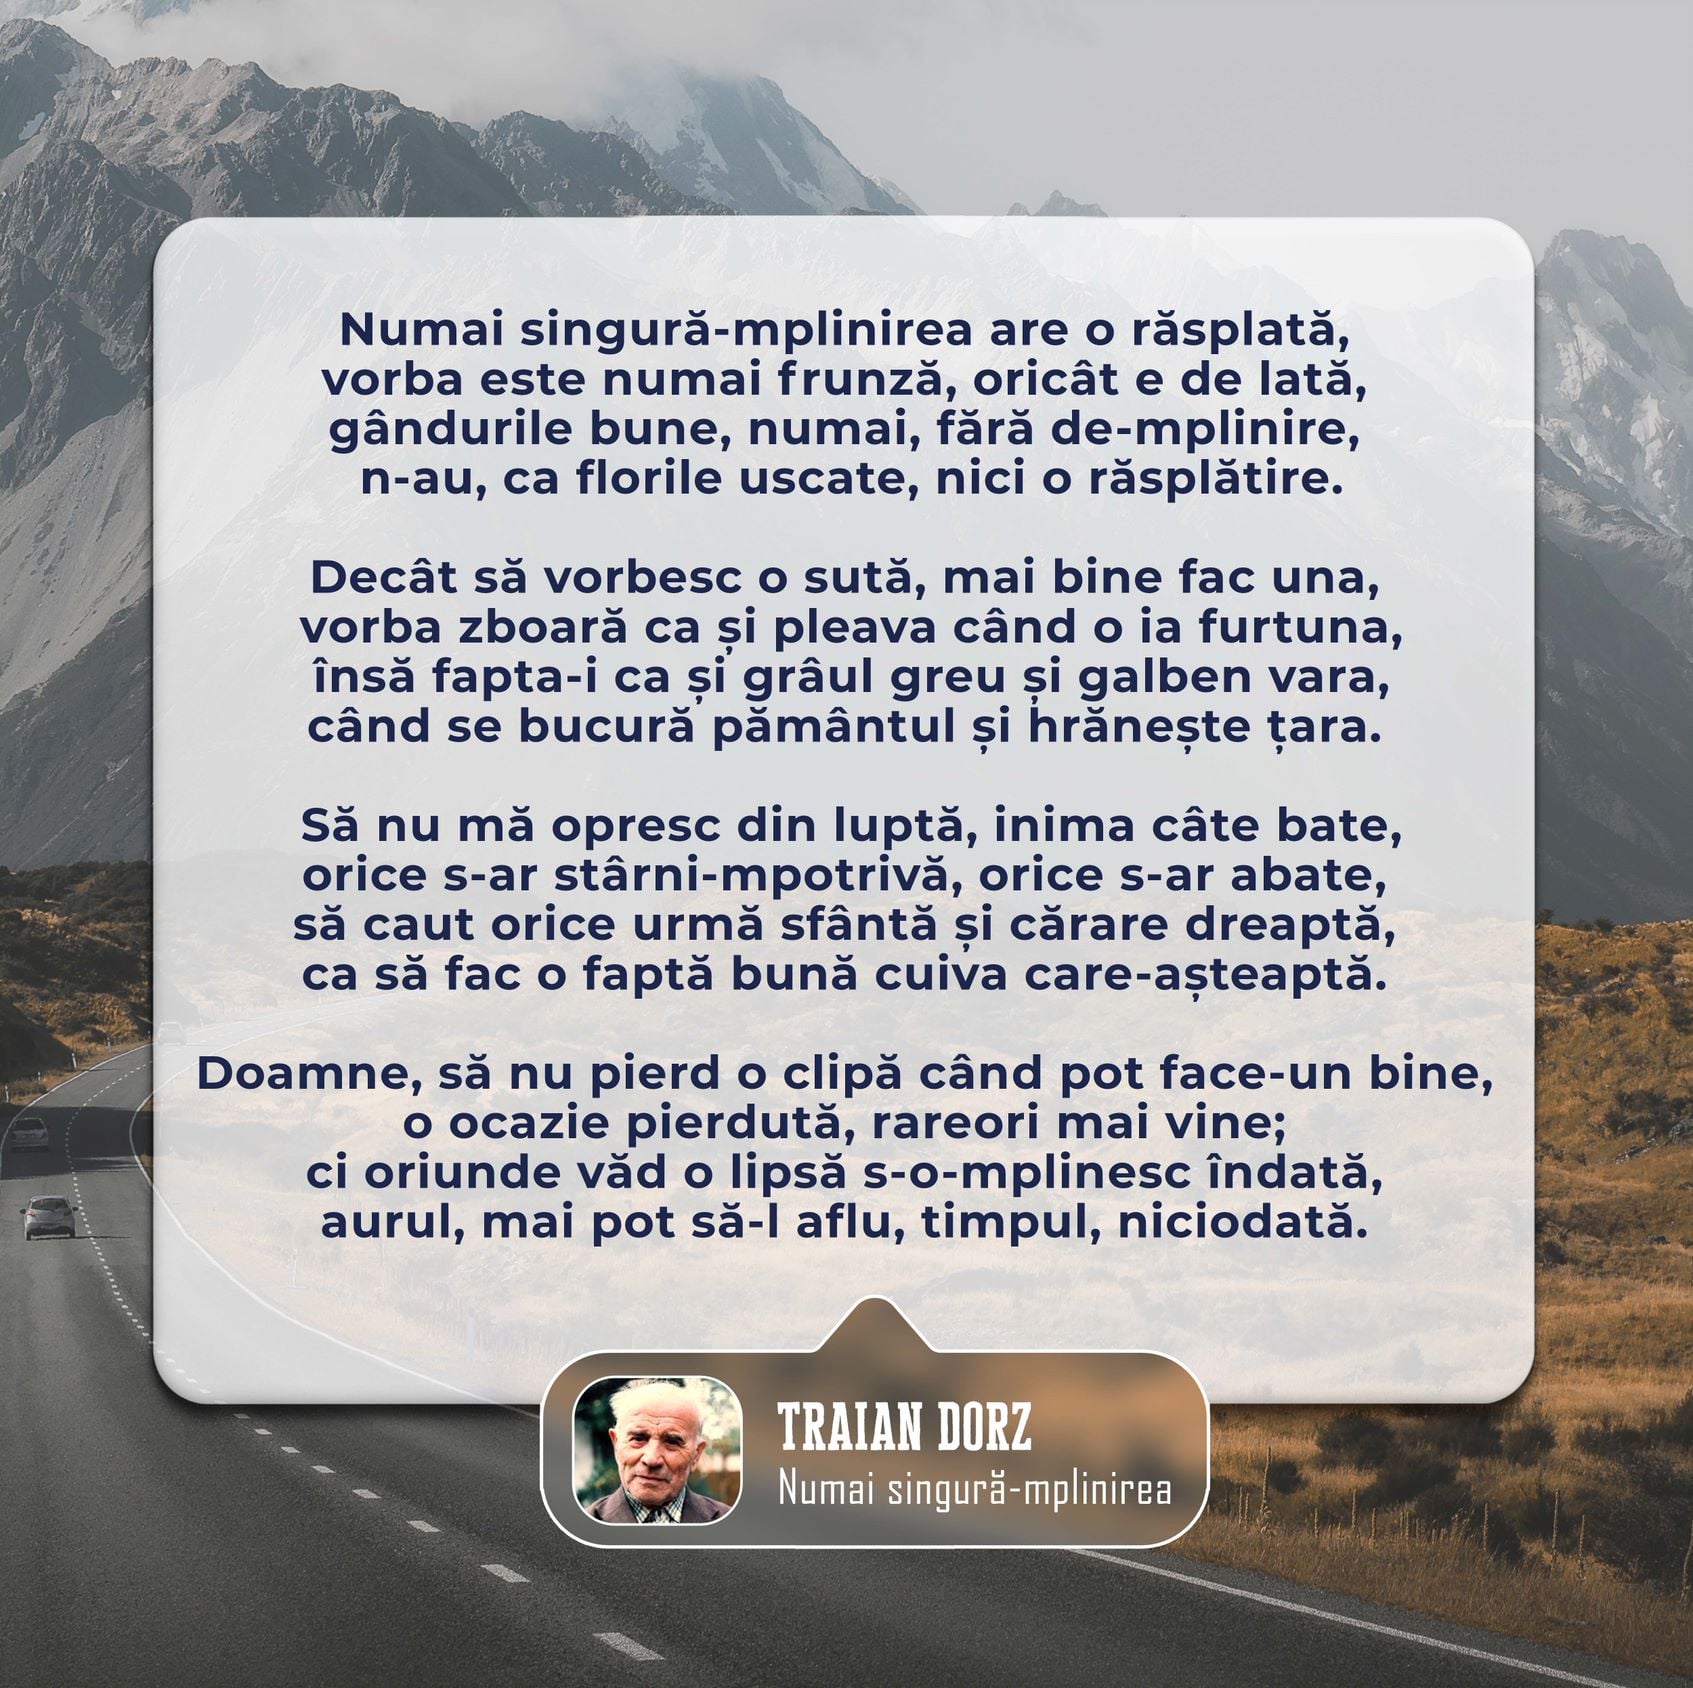 Numai singură-mplinirea are o răsplată,
vorba este numai frunză, oricât e de lată,
gândurile bune, numai, fără de-mplinire,
n-au, ca florile uscate, nici o răsplătire.
Decât să vorbesc o sută, mai bine fac una,
vorba zboară ca și pleava când o ia furtuna,
însă fapta-i ca și grâul greu și galben vara,
când se bucură pământul și hrănește țara.
Să nu mă opresc din luptă, inima câte bate,
orice s-ar stârni-mpotrivă, orice s-ar abate,
să caut orice urmă sfântă și cărare dreaptă,
ca să fac o faptă bună cuiva care-așteaptă.
Doamne, să nu pierd o clipă când pot face-un bine,
o ocazie pierdută, rareori mai vine;
ci oriunde văd o lipsă s-o-mplinesc îndată,
aurul, mai pot să-l aflu, timpul, niciodată.
TRAIAN DORZ
Numai singură-mplinirea